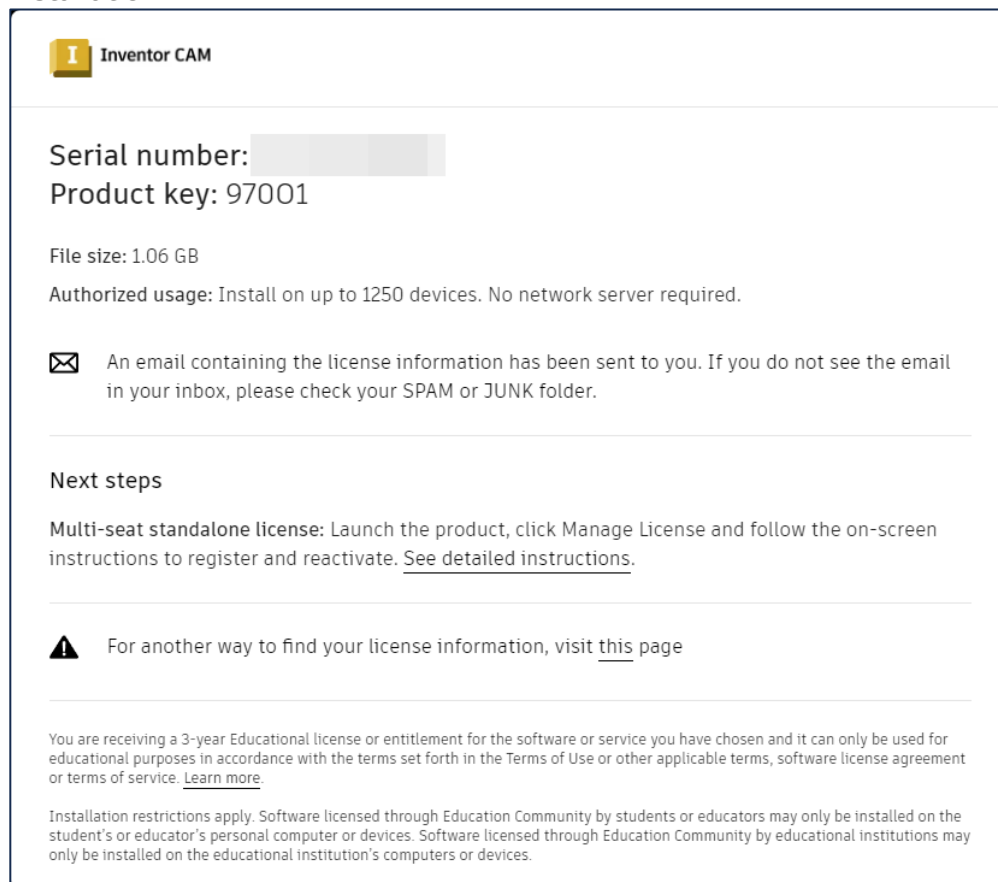 Inventor CAM
Serial number:
Product key: 97001
File size: 1.06 GB
Authorized usage: Install on up to 1250 devices. No network server required.
An email containing the license information has been sent to you. If you do not see the email
in your inbox, please check your SPAM or JUNK folder.
Next steps
Multi-seat standalone license: Launch the product, click Manage License and follow the on-screen
instructions to register and reactivate. See detailed instructions.
For another way to find your license information, visit this page
You are receiving a 3-year Educational license or entitlement for the software or service you have chosen and it can only be used for
educational purposes in accordance with the terms set forth in the Terms of Use or other applicable terms, software license agreement
or terms of service. Learn more.
Installation restrictions apply. Software licensed through Education Community by students or educators may only be installed on the
student's or educator's personal computer or devices. Software licensed through Education Community by educational institutions may
only be installed on the educational institution's computers or devices.